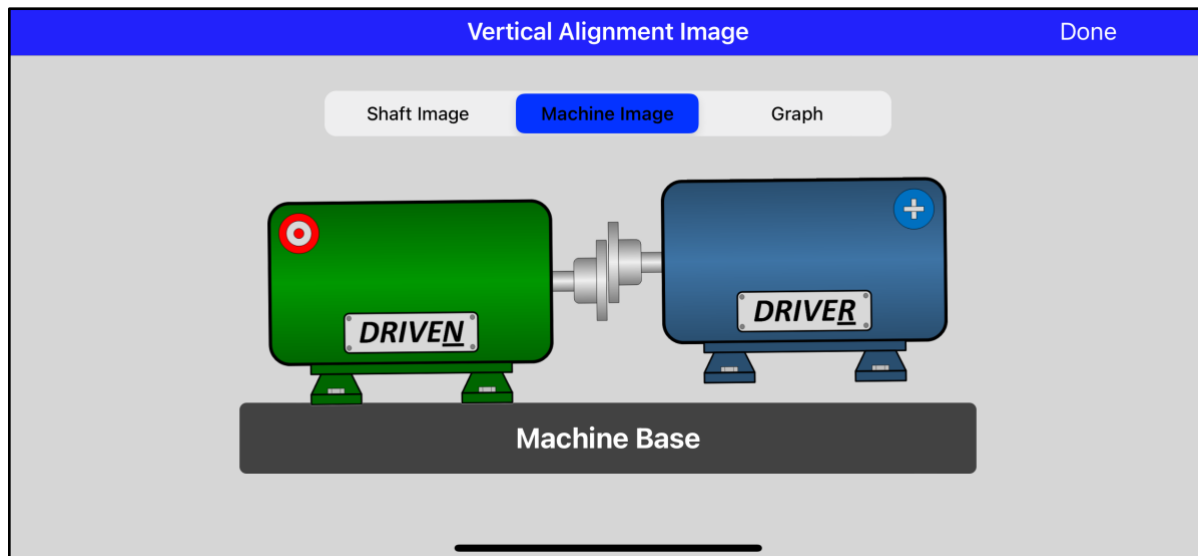 Vertical Alignment Image
Done
Shaft Image
Machine Image
Graph
DRIVEN
DRIVER
Machine Base